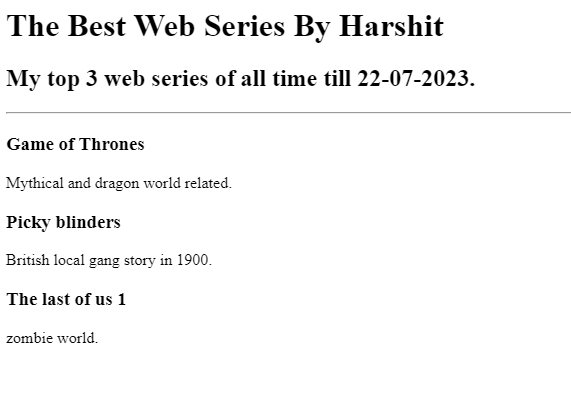 The Best Web Series By Harshit
My top 3 web series of all time till 22-07-2023.
Game of Thrones
Mythical and dragon world related.
Picky blinders
British local gang story in 1900.
The last of us 1
zombie world.